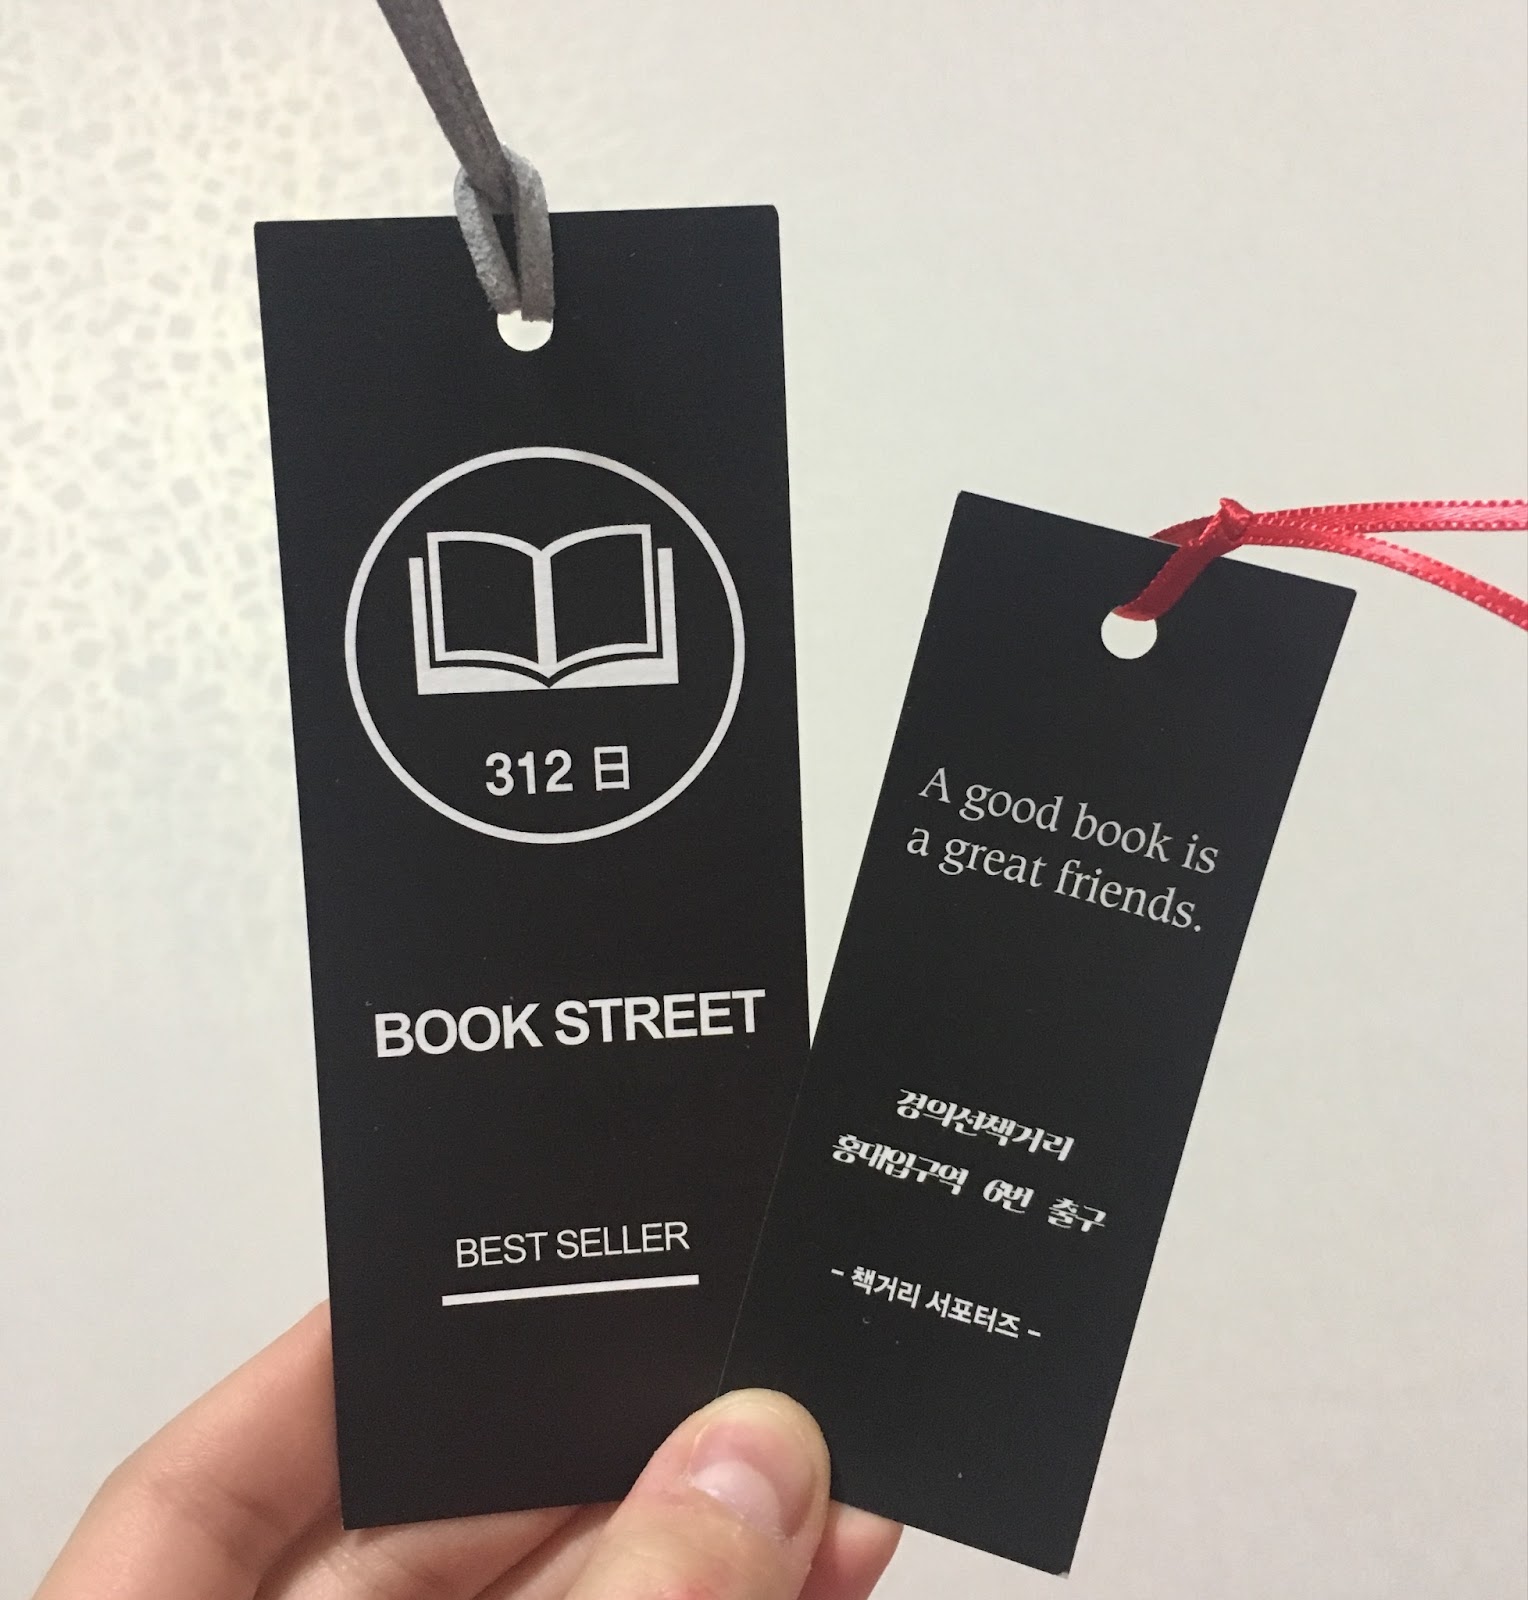 312 日
BOOK STREET
BEST SELLER
A good book is
a great friends.
경의선책거리
홍대입구역 6번 출구
- 책거리 서포터즈 -